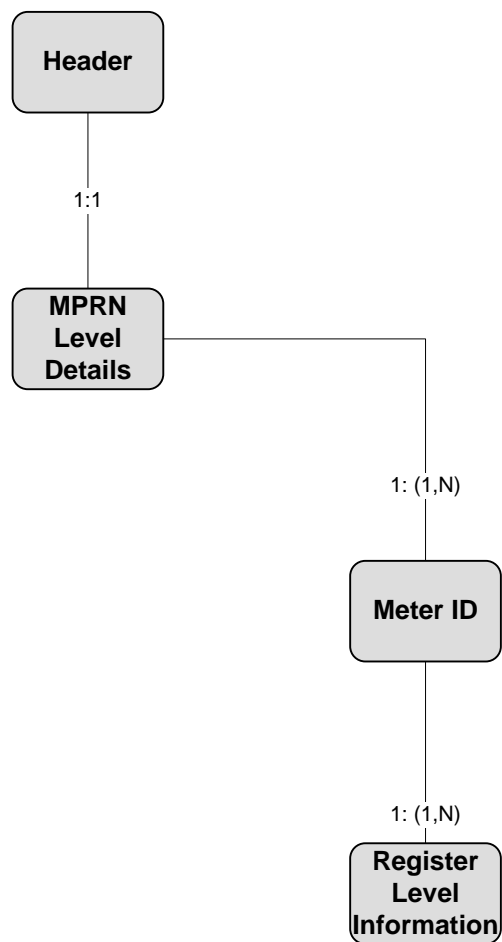 Header
1:1
MPRN
Level
Details
1: (1,N)
Meter ID
1: (1,N)
Register
Level
Information